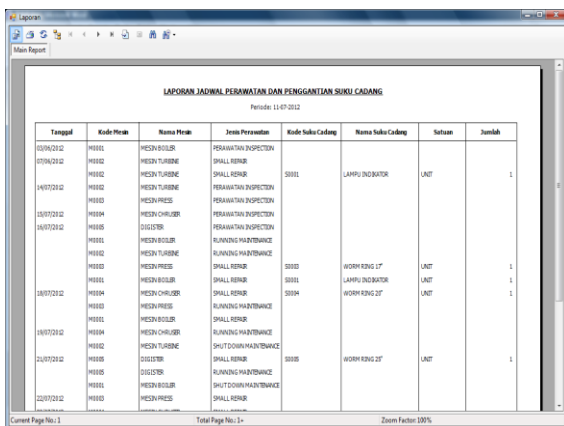 Laporan
Main Report
LAPORAN JADWAL PERAWATAN DAN PENGGANTIAN SUKU CADANG
Periode: 11-07-2012
Tanggal Kode Mesin Nama Mesin Jenis Perawatan Kode Suku Cadang Nama Suku Cadang Satuan Jumlah
03/06/2012 M0001 MESIN BOILER PERAWATAN INSPECTION
07/06/2012 M0002 MESIN TURBINE SMALL REPAIR
M0002 MESIN TURBINE SMALL REPAIR S0001 LAMPU INDIKATOR UNIT 1
14/07/2012 M0002 MESIN TURBINE PERAWATAN INSPECTION
M0003 MESIN PRESS PERAWATAN INSPECTION
15/07/2012 M0004 MESIN CHRUSER PERAWATAN INSPECTION
16/07/2012 M0005 DIGISTER PERAWATAN INSPECTION
M0001 MESIN BOILER RUNNING MAINTENANCE
M0002 MESIN TURBINE RUNNING MAINTENANCE
M0003 MESIN PRESS SMALL REPAIR S0003 WORM RING 17" UNIT 1
M0001 MESIN BOILER SMALL REPAIR S0001 LAMPU INDIKATOR UNIT 1
18/07/2012 M0004 MESIN CHRUSER SMALL REPAIR S0004 WORM RING 20" UNIT 1
M0003 MESIN PRESS RUNNING MAINTENANCE
M0001 MESIN BOILER SMALL REPAIR
19/07/2012 M0004 MESIN CHRUSER RUNNING MAINTENANCE
M0002 MESIN TURBINE SHUTDOWN MAINTENANCE
21/07/2012 M0005 DIGISTER SMALL REPAIR S0005 WORM RING 25" UNIT 1
M0005 DIGISTER RUNNING MAINTENANCE
M0001 MESIN BOILER SHUTDOWN MAINTENANCE
22/07/2012 M0003 MESIN PRESS SMALL REPAIR
Current Page No.: 1 Total Page No.: 1+ Zoom Factor: 100%